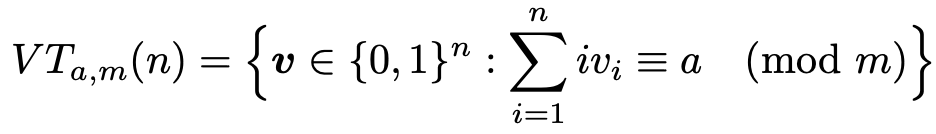 $VT_{a,m}(n) = \left\{ \boldsymbol{v} \in \{0,1\}^n : \sum_{i=1}^{n} i v_i \equiv a \pmod{m} \right\}$